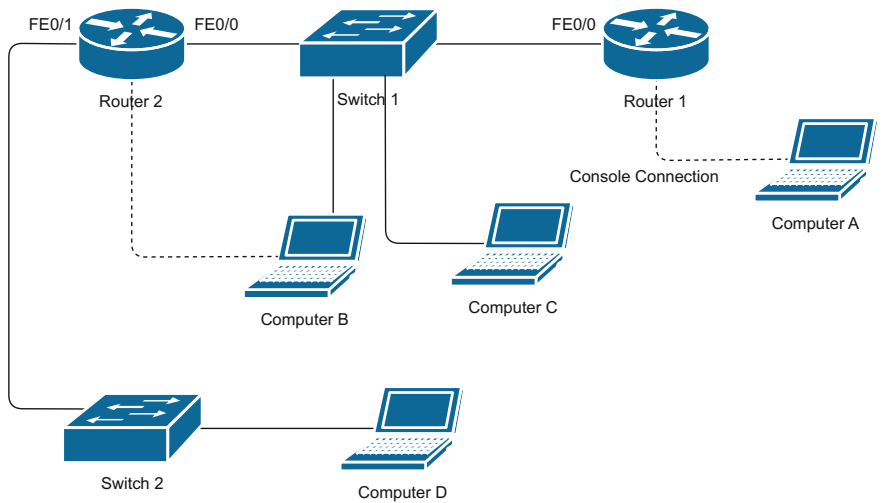 FE0/1
FE0/0
FE0/0
Router 2
Switch 1
Router 1
Console Connection
Computer A
Computer C
Computer B
Switch 2
Computer D